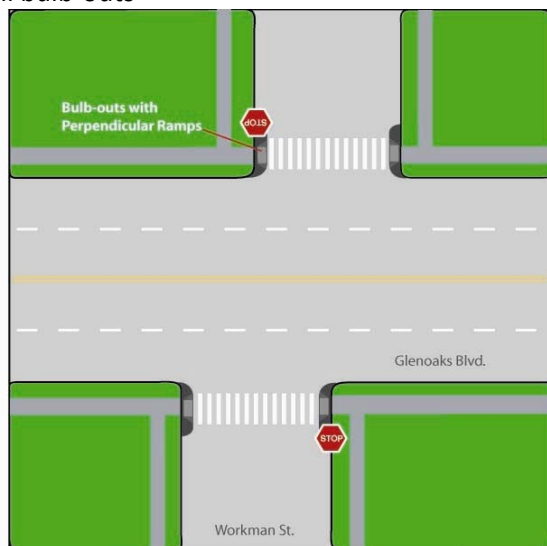 Bulb-outs with
Perpendicular Ramps
STOP
Glenoaks Blvd.
STOP
Workman St.